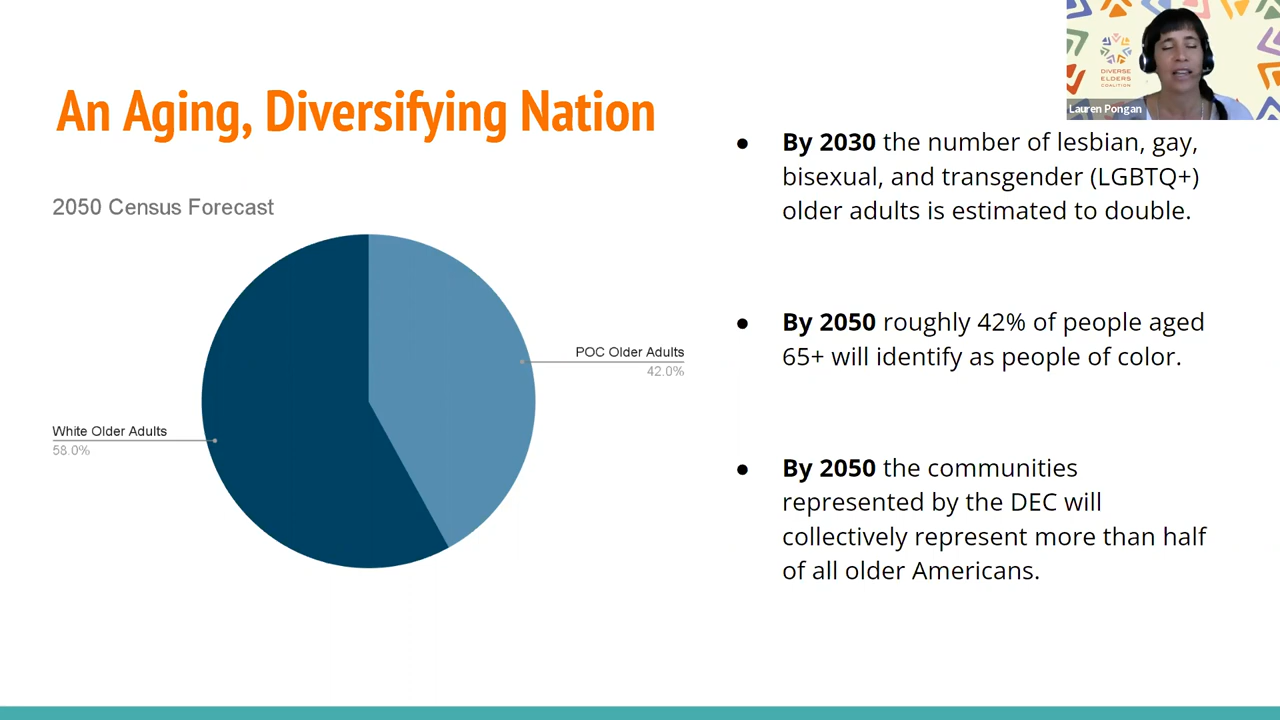 DIVERSE
ELDERS
COALITION
Lauren Pongan
An Aging, Diversifying Nation
2050 Census Forecast
POC Older Adults
42.0%
White Older Adults
58.0%
● By 2030 the number of lesbian, gay,
bisexual, and transgender (LGBTQ+)
older adults is estimated to double.
● By 2050 roughly 42% of people aged
65+ will identify as people of color.
● By 2050 the communities
represented by the DEC will
collectively represent more than half
of all older Americans.